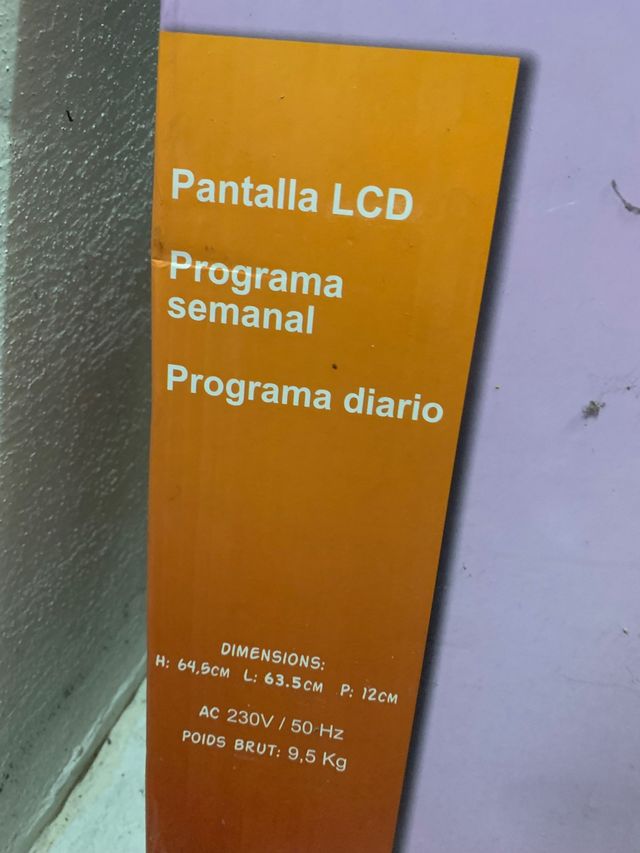 Pantalla LCD
Programa
semanal
Programa diario
DIMENSIONS:
H: 64,5CM L: 63.5CM P: 12CM
AC 230V / 50 Hz
POIDS BRUT: 9,5 Kg